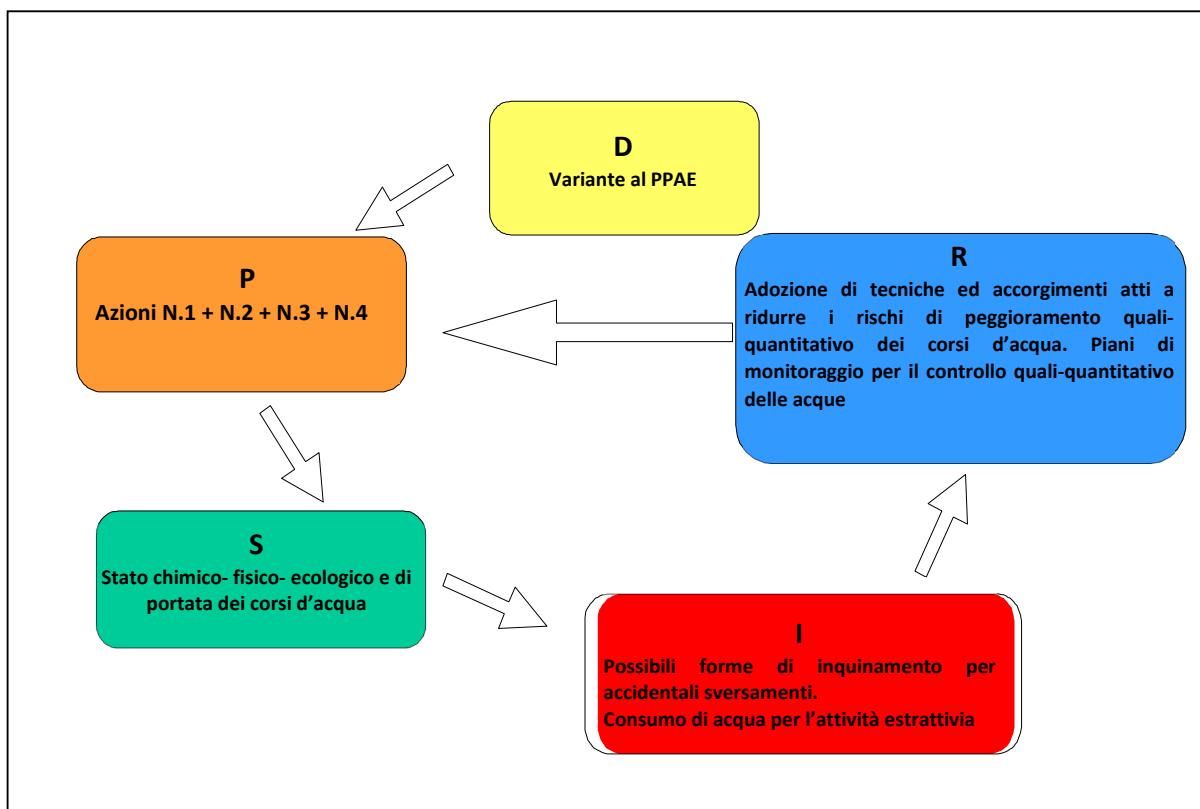 D
Variante al PPAE
P
Azioni N.1 + N.2 + N.3 + N.4
R
Adozione di tecniche ed accorgimenti atti a
ridurre i rischi di peggioramento quali-
quantitativo dei corsi d’acqua. Piani di
monitoraggio per il controllo quali-quantitativo
delle acque
S
Stato chimico- fisico- ecologico e di
portata dei corsi d’acqua
I
Possibili forme di inquinamento per
accidentali sversamenti.
Consumo di acqua per l’attività estrattivia